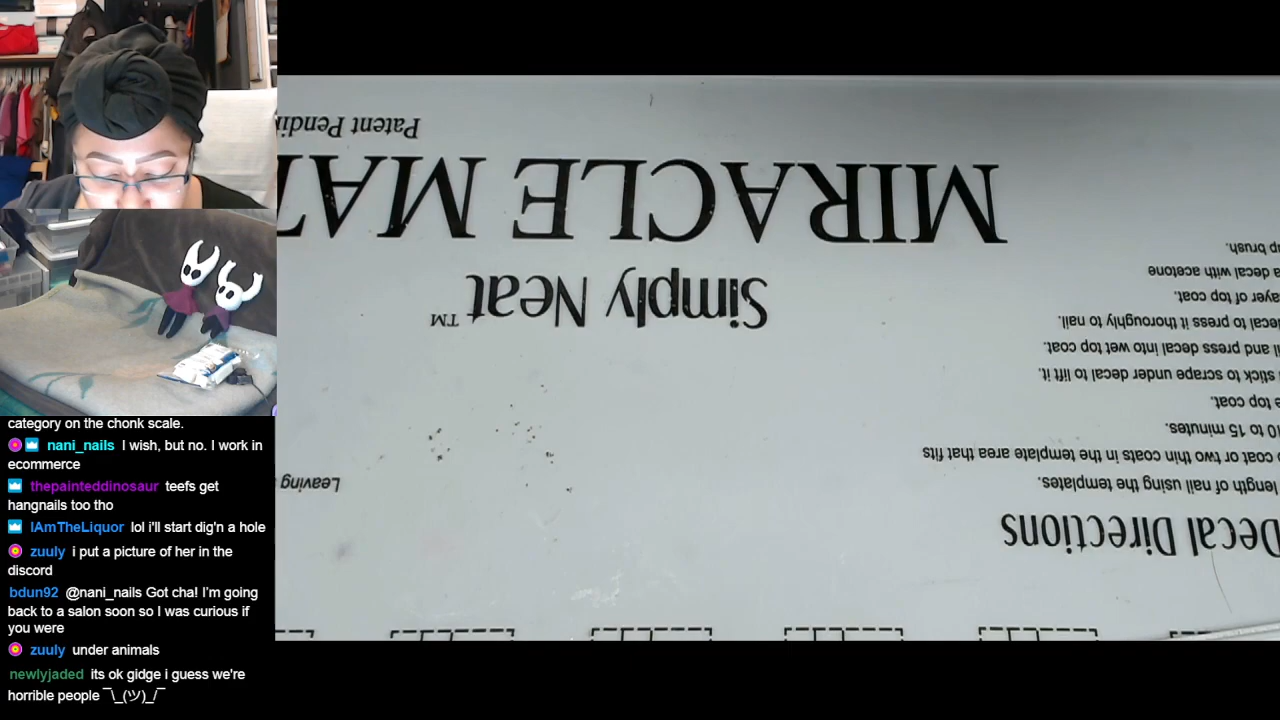 category on the chonk scale.
nani_nails I wish, but no. I work in
ecommerce
thepainteddinosaur teefs get
hangnails too tho
IAmTheLiquor lol i'll start dig'n a hole
zuuly i put a picture of her in the
discord
bdun92 @nani_nails Got cha! I'm going
back to a salon soon so I was curious if
you were
zuuly under animals
newlyjaded its ok gidge i guess we're
horrible people ¯\_(ツ)_/¯
Decal Directions
length of nail using the templates.
coat or two thin coats in the template area that fits
Leaving
10 to 15 minutes.
top coat.
stick to scrape under decal to lift it.
and press decal into wet top coat.
decal to press it thoroughly to nail.
layer of top coat.
decal with acetone
brush.
Simply Neat™
MIRACLE MAT
Patent